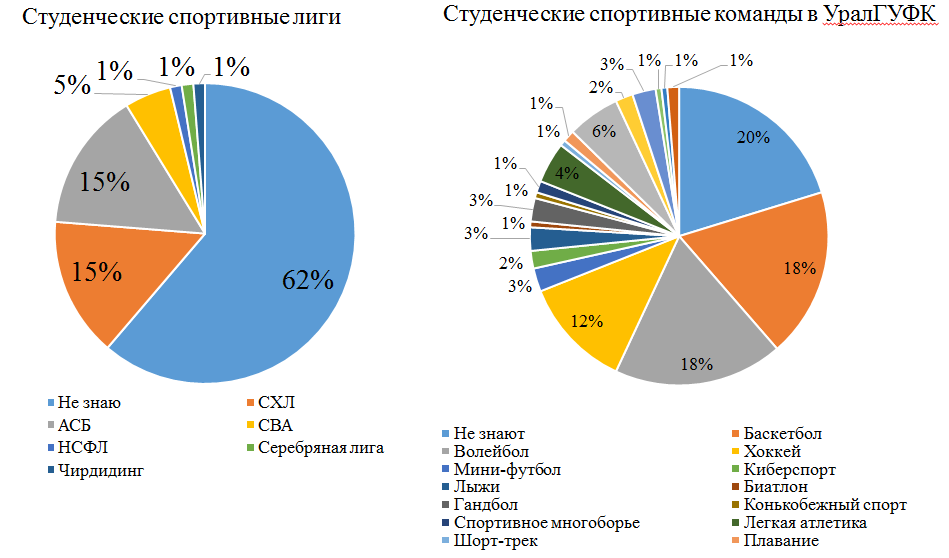 Студенческие спортивные лиги
1%
1%
1%
5%
15%
15%
62%
Не знаю
СХЛ
АСБ
СВА
НСФЛ
Серебряная лига
Чирдидинг
Студенческие спортивные команды в УралГУФК
1%
1%
1%
3%
2%
6%
1%
1%
4%
1%
1%
3%
1%
3%
2%
3%
12%
18%
18%
20%
Не знают
Баскетбол
Волейбол
Хоккей
Мини-футбол
Киберспорт
Лыжи
Биатлон
Гандбол
Конькобежный спорт
Спортивное многоборье
Легкая атлетика
Шорт-трек
Плавание